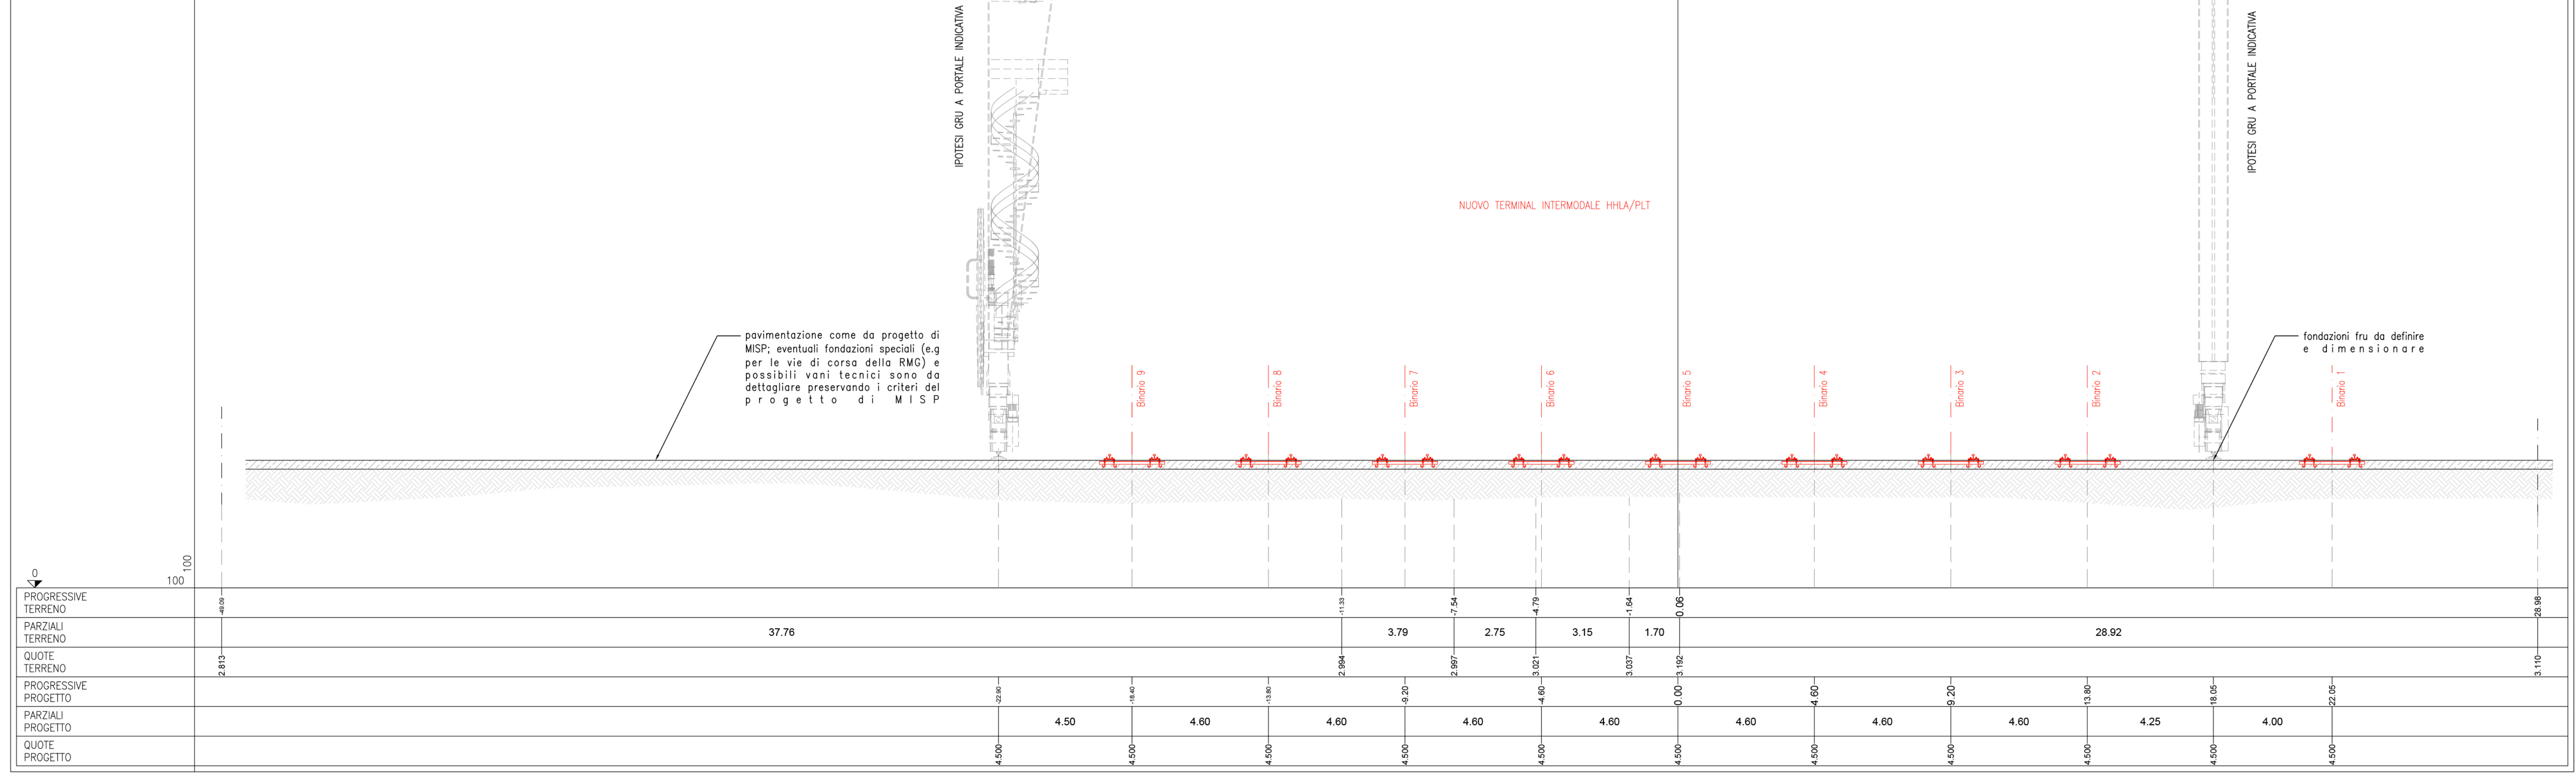 IPOTESI GRU A PORTALE INDICATIVA
IPOTESI GRU A PORTALE INDICATIVA
NUOVO TERMINAL INTERMODALE HHLA/PLT
pavimentazione come da progetto di
MISP; eventuali fondazioni speciali (e.g
per le vie di corsa della RMG) e
possibili vani tecnici sono da
dettagliare preservando i criteri del
progetto di MISP
fondazioni fru da definire
e dimensionare
Binario 9
Binario 8
Binario 7
Binario 6
Binario 5
Binario 4
Binario 3
Binario 2
Binario 1
0
100
100
PROGRESSIVE
TERRENO
-49.09
-11.33
-7.54
-4.79
-1.64
0.06
28.98
PARZIALI
TERRENO
37.76
3.79
2.75
3.15
1.70
28.92
QUOTE
TERRENO
2.813
2.994
2.997
3.021
3.037
3.192
3.110
PROGRESSIVE
PROGETTO
-22.90
-18.40
-13.80
-9.20
-4.60
0.00
4.60
9.20
13.80
18.05
22.05
PARZIALI
PROGETTO
4.50
4.60
4.60
4.60
4.60
4.60
4.60
4.60
4.25
4.00
QUOTE
PROGETTO
4.500
4.500
4.500
4.500
4.500
4.500
4.500
4.500
4.500
4.500
4.500